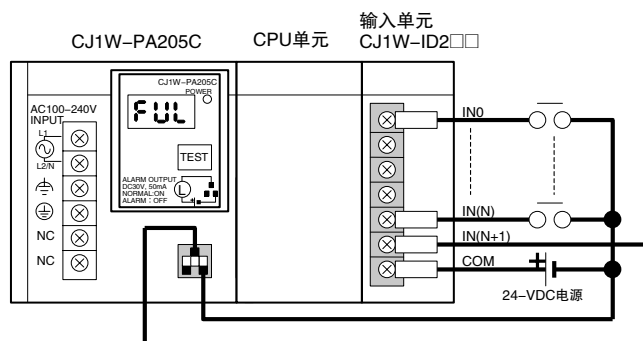 CJ1W-PA205C
CPU单元
输入单元
CJ1W-ID2□□
CJ1W-PA205C
POWER
FUL
TEST
ALARM OUTPUT
DC30V, 50mA
NORMAL:ON
ALARM : OFF
L
AC100-240V
INPUT
L1
L2/N
NC
NC
IN0
IN(N)
IN(N+1)
COM
24-VDC电源